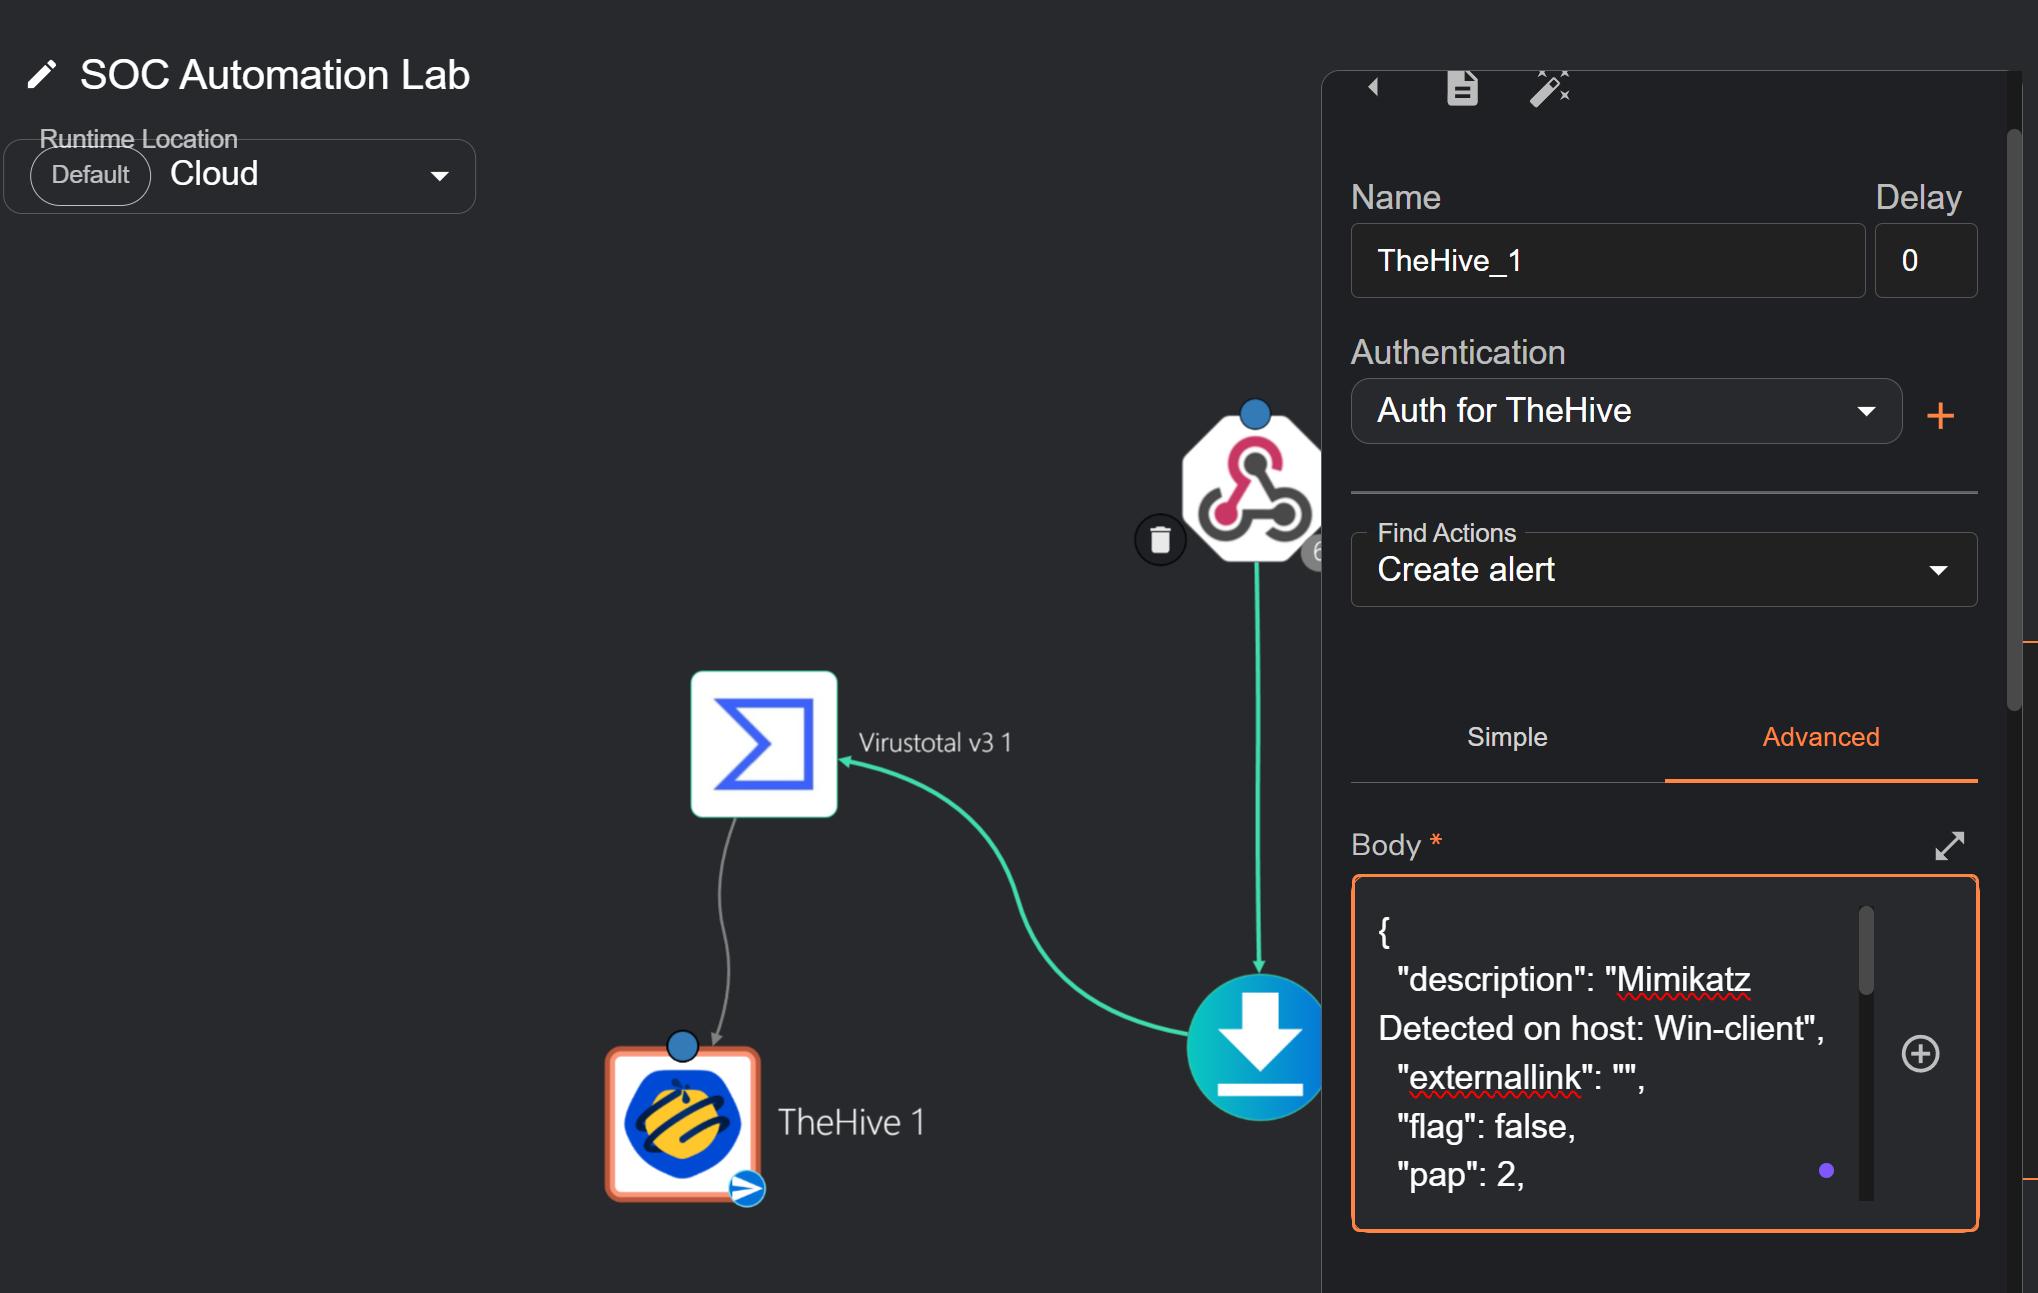 SOC Automation Lab
Runtime Location
Default Cloud
Virustotal v3 1
TheHive 1
Name
Delay
TheHive_1
0
Authentication
Auth for TheHive
Find Actions
Create alert
Simple
Advanced
Body *
{
"description": "Mimikatz
Detected on host: Win-client",
"externallink": "",
"flag": false,
"pap": 2,